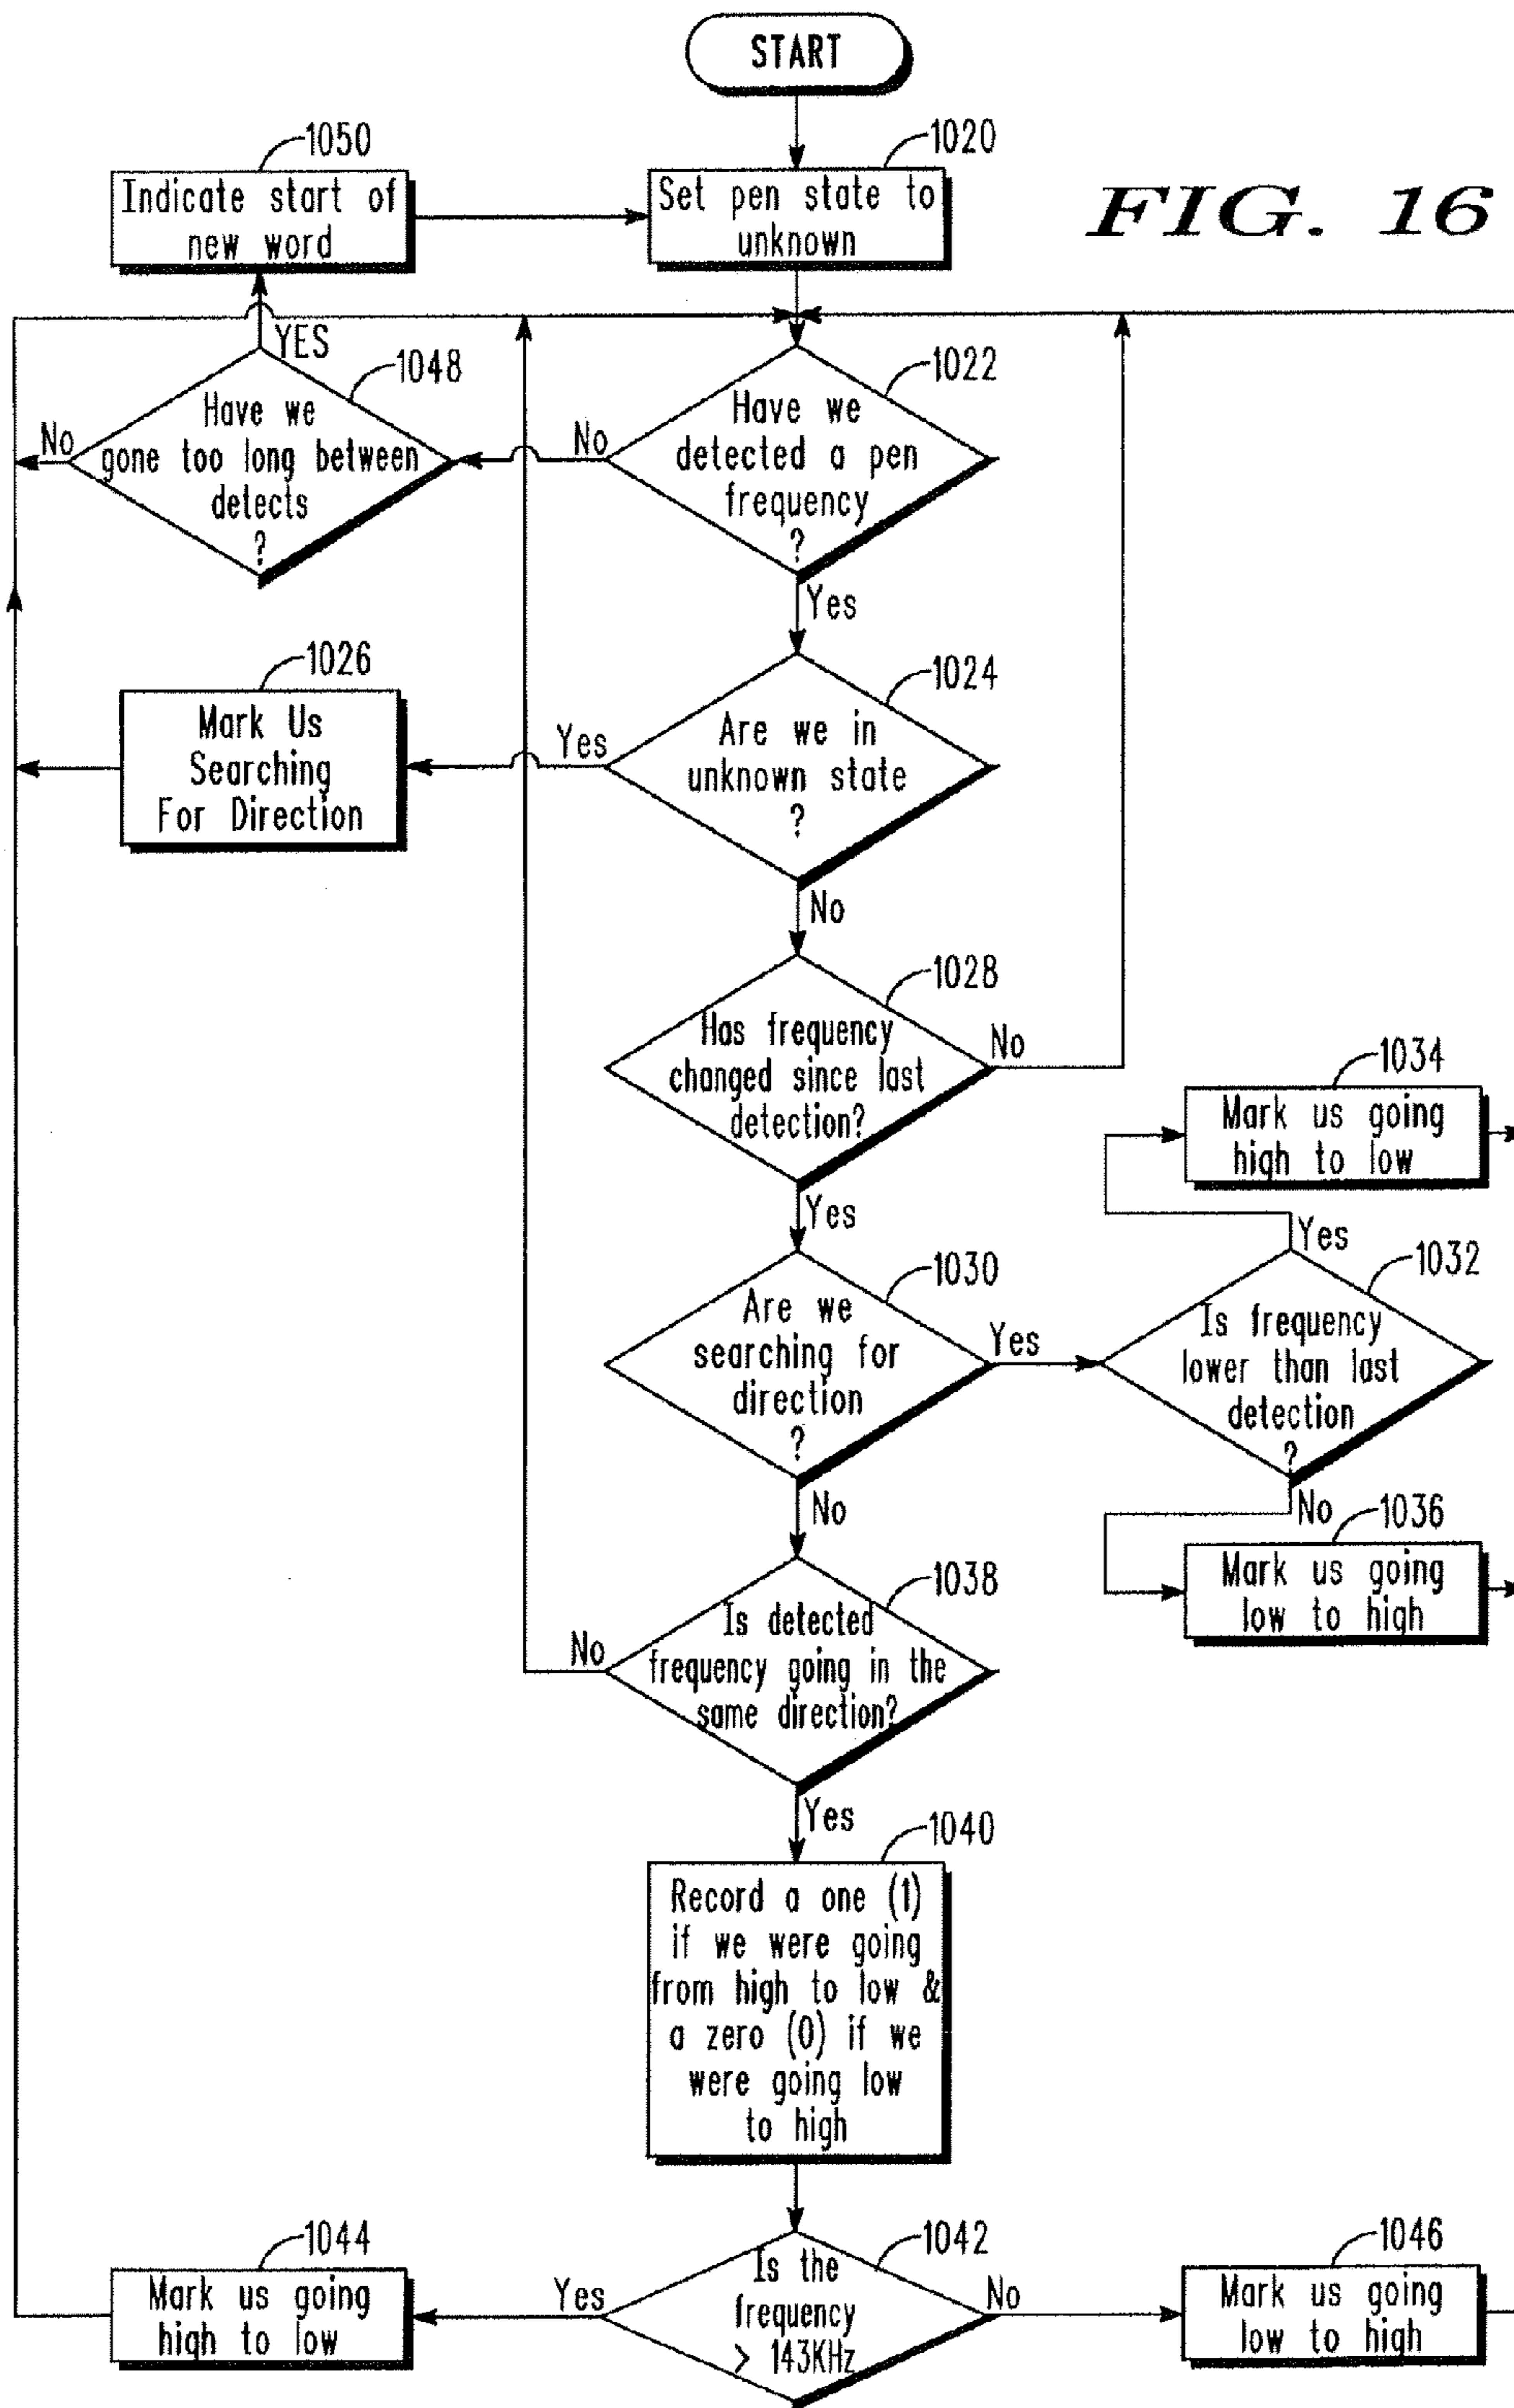 START
1050
1020
Indicate start of
new word
Set pen state to
unknown
FIG. 16
YES
1048
1022
Have we
gone too long between
detects
?
No
No
Have we
detected a pen
frequency
?
Yes
1026
1024
Mark Us
Searching
For Direction
Yes
Are we in
unknown state
?
No
1028
Has frequency
changed since last
detection?
No
1034
Mark us going
high to low
Yes
Yes
1030
1032
Are we
searching for
direction
?
Yes
Is frequency
lower than last
detection
?
No
No
1036
Mark us going
low to high
1038
Is detected
frequency going in the
same direction?
No
Yes
1040
Record a one (1)
if we were going
from high to low &
a zero (0) if we
were going low
to high
1044
1042
1046
Mark us going
high to low
Yes
Is the
frequency
> 143KHz
No
Mark us going
low to high